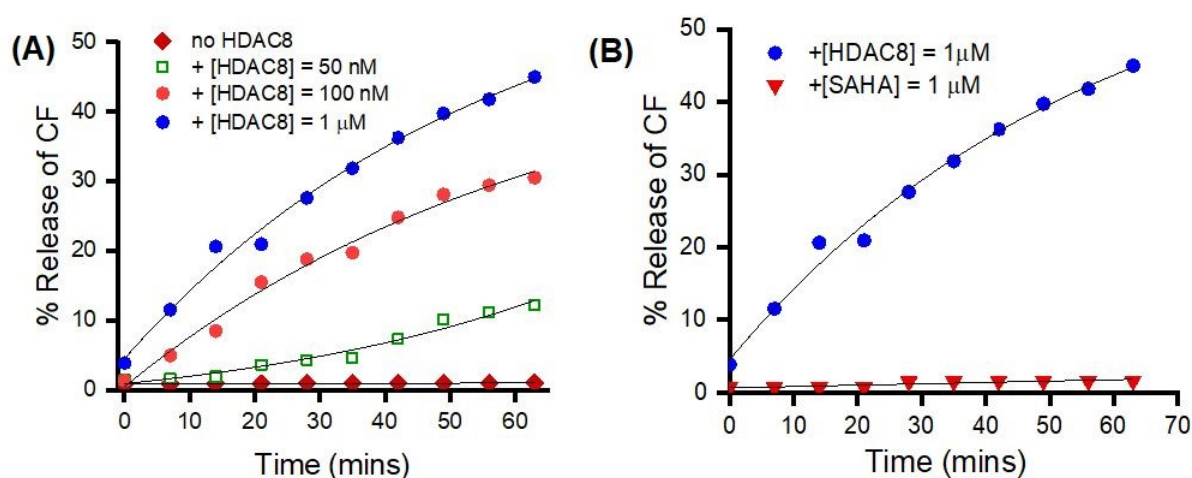 (A)
no HDAC8
+ [HDAC8] = 50 nM
+ [HDAC8] = 100 nM
+ [HDAC8] = 1 μM
% Release of CF
50
40
30
20
10
0
0 10 20 30 40 50 60
Time (mins)
(B)
+[HDAC8] = 1μM
+[SAHA] = 1 μM
% Release of CF
50
40
30
20
10
0
0 10 20 30 40 50 60 70
Time (mins)